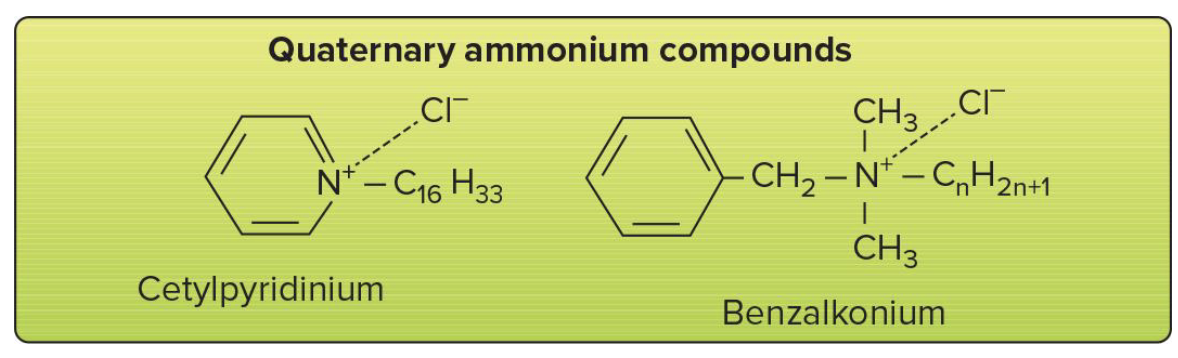 Quaternary ammonium compounds
Cl⁻
N⁺ – C₁₆ H₃₃
Cetylpyridinium
CH₃
Cl⁻
CH₂ – N⁺ – CₙH₂ₙ₊₁
CH₃
Benzalkonium